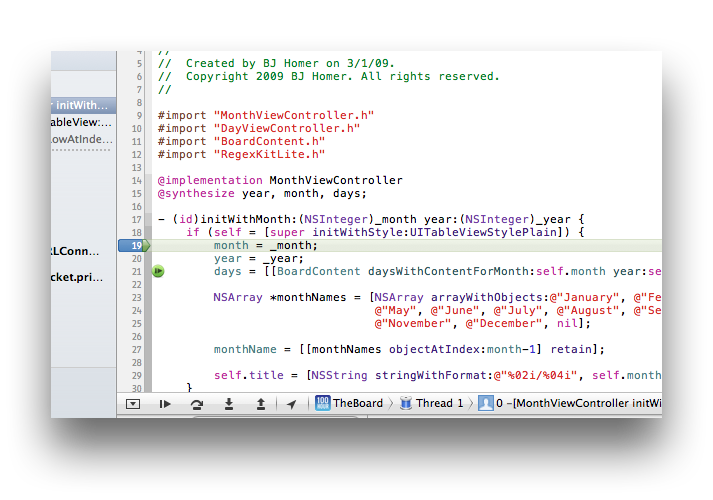 4 //
5 // Created by BJ Homer on 3/1/09.
6 // Copyright 2009 BJ Homer. All rights reserved.
7 //
8
9 #import "MonthViewController.h"
10 #import "DayViewController.h"
11 #import "BoardContent.h"
12 #import "RegexKitLite.h"
13
14 @implementation MonthViewController
15 @synthesize year, month, days;
16
17 - (id)initWithMonth:(NSInteger)_month year:(NSInteger)_year {
18 if (self = [super initWithStyle:UITableViewStylePlain]) {
19 month = _month;
20 year = _year;
21 days = [[BoardContent daysWithContentForMonth:self.month year:se
22
23 NSArray *monthNames = [NSArray arrayWithObjects:@"January", @"Fe
24 @"May", @"June", @"July", @"August", @"Se
25 @"November", @"December", nil];
26
27 monthName = [[monthNames objectAtIndex:month-1] retain];
28
29 self.title = [NSString stringWithFormat:@"%02i/%04i", self.month
30 }
initWith...
ableView:...
owAtInde...
RLConn...
cket.pri...
100 HOUR TheBoard Thread 1 0 -[MonthViewController initWi